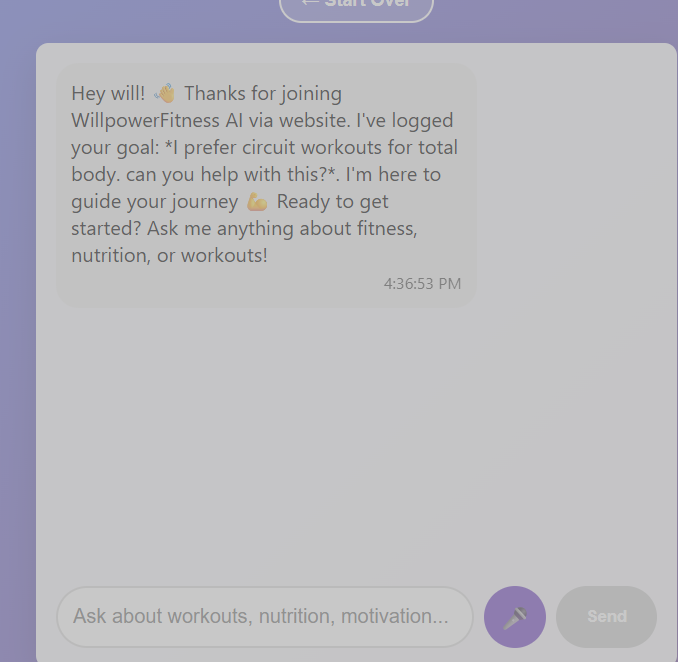 ← Start Over
Hey will! 👋 Thanks for joining
WillpowerFitness AI via website. I've logged
your goal: *I prefer circuit workouts for total
body. can you help with this?*. I'm here to
guide your journey 💪 Ready to get
started? Ask me anything about fitness,
nutrition, or workouts!
4:36:53 PM
Ask about workouts, nutrition, motivation...
Send